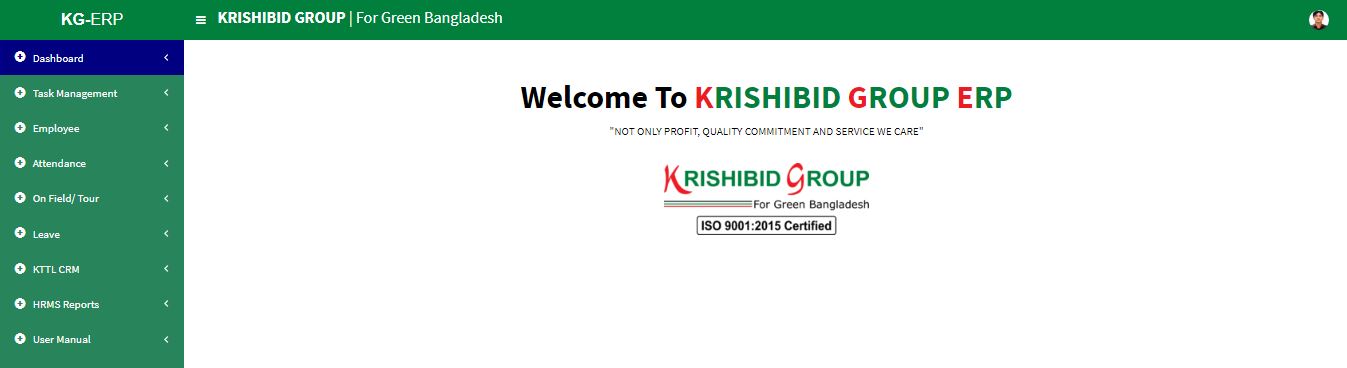 KG-ERP
KRISHIBID GROUP | For Green Bangladesh
Dashboard
Task Management
Employee
Attendance
On Field/ Tour
Leave
KTTL CRM
HRMS Reports
User Manual
Welcome To KRISHIBID GROUP ERP
"NOT ONLY PROFIT, QUALITY COMMITMENT AND SERVICE WE CARE"
KRISHIBID GROUP
For Green Bangladesh
ISO 9001:2015 Certified